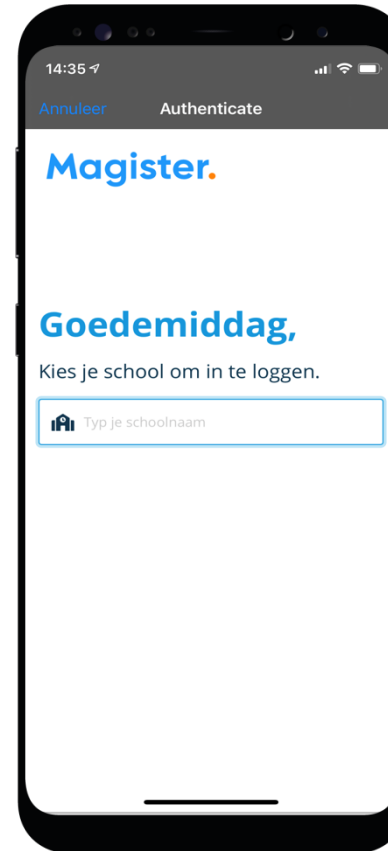 14:35
Annuleer Authenticate
Magister.
Goedemiddag,
Kies je school om in te loggen.
Typ je schoolnaam